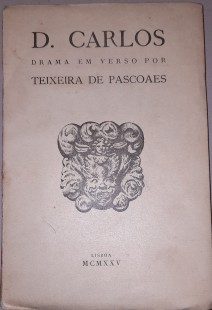 D. CARLOS
DRAMA EM VERSO POR
TEIXEIRA DE PASCOAES
LISBOA
MCMXXV